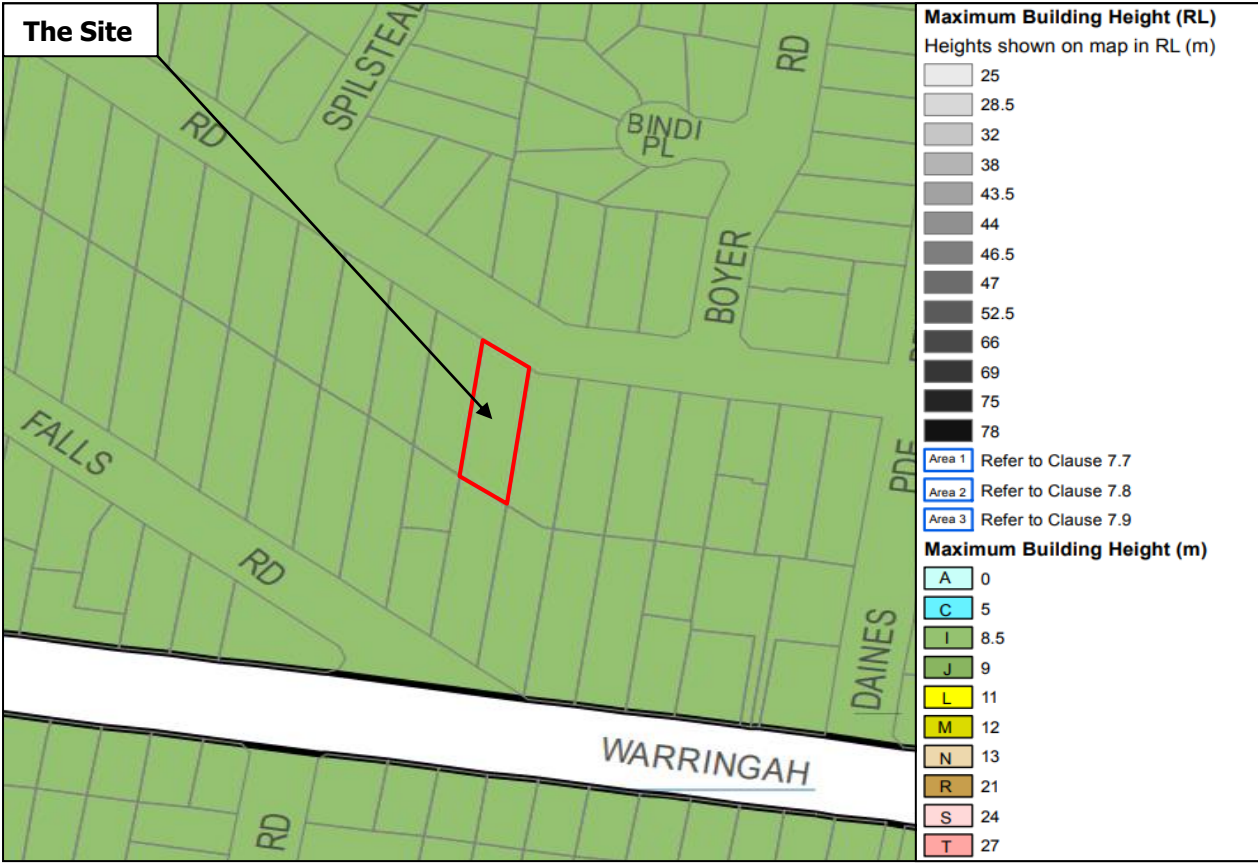 The Site
SPILSTEAD
RD
RD
BINDI
PL
BOYER
FALLS
RD
PDE
DAINES
WARRINGAH
RD
Maximum Building Height (RL)
Heights shown on map in RL (m)
25
28.5
32
38
43.5
44
46.5
47
52.5
66
69
75
78
Area 1 Refer to Clause 7.7
Area 2 Refer to Clause 7.8
Area 3 Refer to Clause 7.9
Maximum Building Height (m)
A 0
C 5
I 8.5
J 9
L 11
M 12
N 13
R 21
S 24
T 27